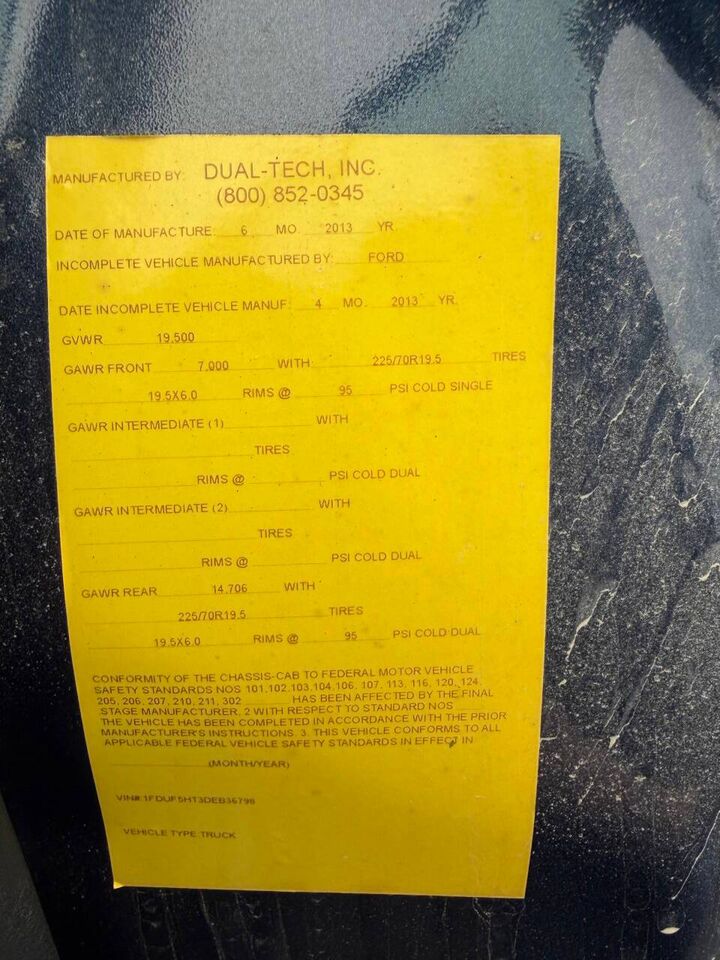 MANUFACTURED BY: DUAL-TECH, INC.
(800) 852-0345
DATE OF MANUFACTURE: 6 MO. 2013 YR
INCOMPLETE VEHICLE MANUFACTURED BY: FORD
DATE INCOMPLETE VEHICLE MANUF: 4 MO. 2013 YR.
GVWR 19,500
GAWR FRONT 7,000 WITH: 225/70R19.5 TIRES
19.5X6.0 RIMS @ 95 PSI COLD SINGLE
GAWR INTERMEDIATE (1) WITH
TIRES
RIMS @ PSI COLD DUAL
GAWR INTERMEDIATE (2) WITH
TIRES
RIMS @ PSI COLD DUAL
GAWR REAR 14,706 WITH
225/70R19.5 TIRES
19.5X6.0 RIMS @ 95 PSI COLD DUAL
CONFORMITY OF THE CHASSIS-CAB TO FEDERAL MOTOR VEHICLE
SAFETY STANDARDS NOS 101,102,103,104,106, 107, 113, 116, 120, 124,
205, 206, 207, 210, 211, 302 HAS BEEN AFFECTED BY THE FINAL
STAGE MANUFACTURER, 2 WITH RESPECT TO STANDARD NOS
THE VEHICLE HAS BEEN COMPLETED IN ACCORDANCE WITH THE PRIOR
MANUFACTURER'S INSTRUCTIONS. 3. THIS VEHICLE CONFORMS TO ALL
APPLICABLE FEDERAL VEHICLE SAFETY STANDARDS IN EFFECT IN
(MONTH/YEAR)
VIN#:1FDUF5HT3DEB36798
VEHICLE TYPE: TRUCK